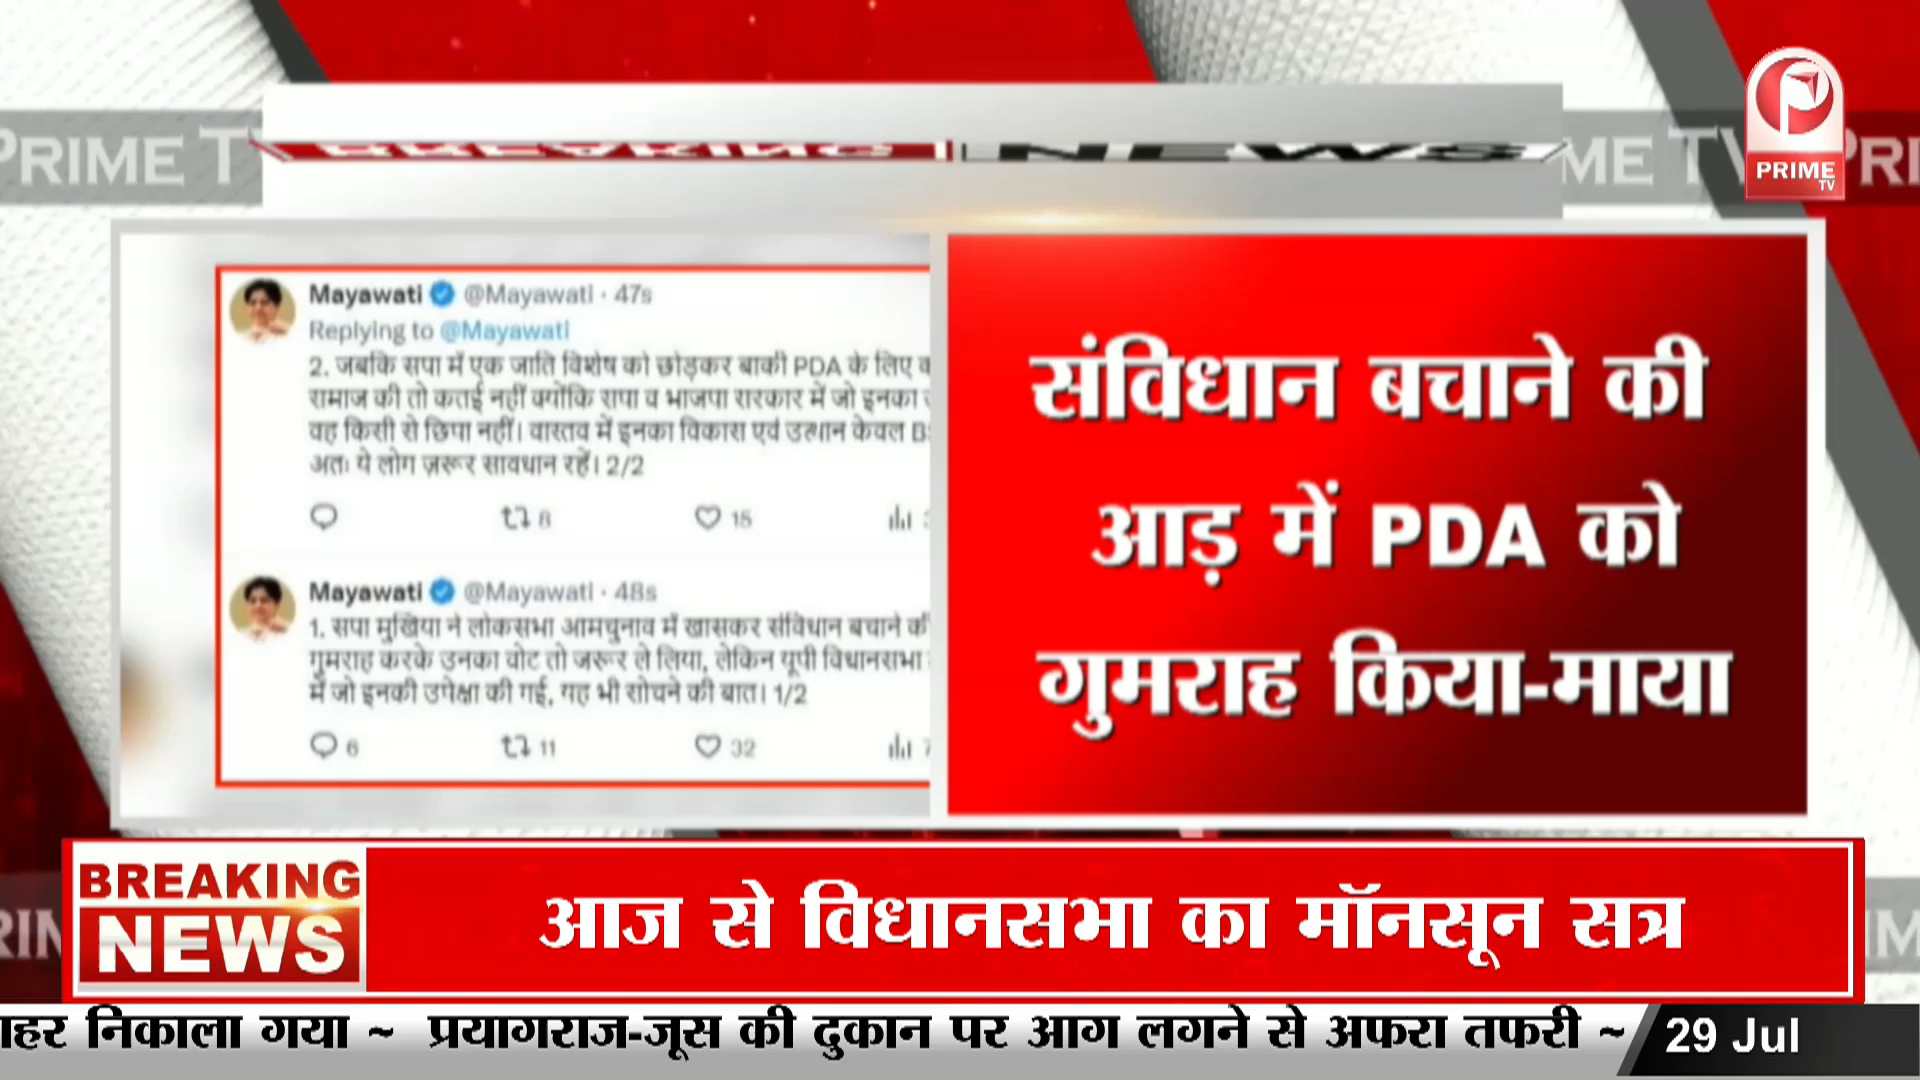 PRIME TV
PRIME TV
Mayawati @Mayawati · 47s
Replying to @Mayawati
2. जबकि सपा में एक जाति विशेष को छोड़कर बाकी PDA के लिए
समाज की तो कतई नहीं क्योंकि सपा व भाजपा सरकार में जो इनका
वह किसी से छिपा नहीं। वास्तव में इनका विकास एवं उत्थान केवल
अतः ये लोग ज़रूर सावधान रहें। 2/2
8 15
Mayawati @Mayawati · 48s
1. सपा मुखिया ने लोकसभा आमचुनाव में खासकर संविधान बचाने की
गुमराह करके उनका वोट तो जरूर ले लिया, लेकिन यूपी विधानसभा
में जो इनकी उपेक्षा की गई, यह भी सोचने की बात। 1/2
6 11 32
संविधान बचाने की
आड़ में PDA को
गुमराह किया-माया
BREAKING
NEWS
आज से विधानसभा का मॉनसून सत्र
निकाला गया ~ प्रयागराज-जूस की दुकान पर आग लगने से अफरा तफरी ~
29 Jul